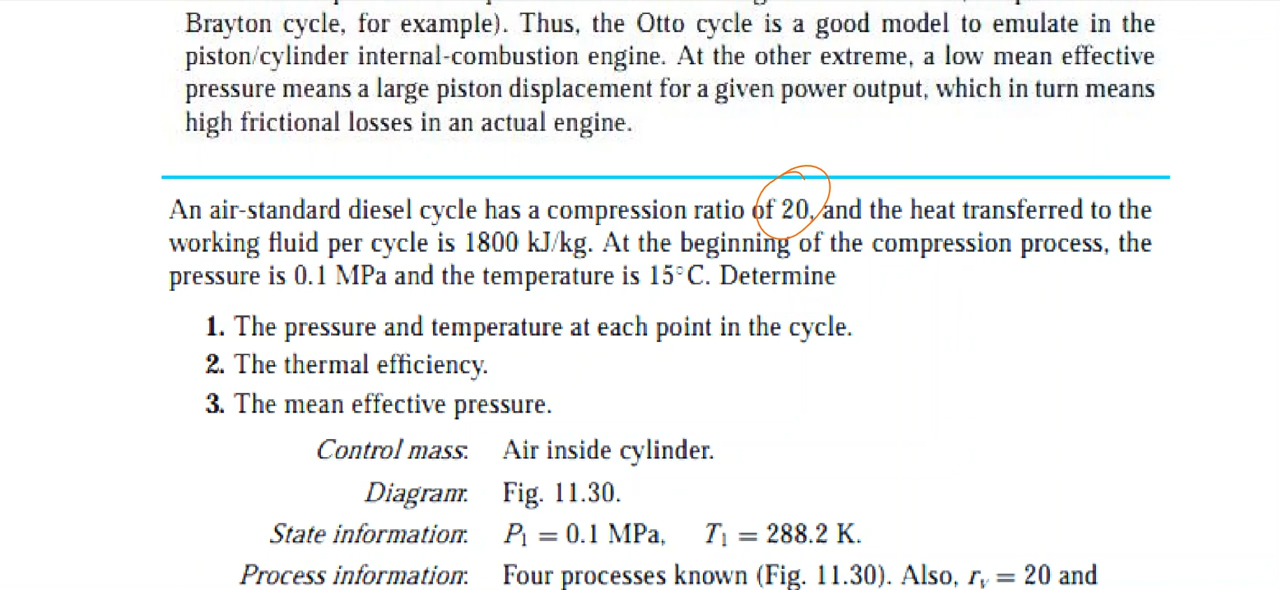 Brayton cycle, for example). Thus, the Otto cycle is a good model to emulate in the
piston/cylinder internal-combustion engine. At the other extreme, a low mean effective
pressure means a large piston displacement for a given power output, which in turn means
high frictional losses in an actual engine.
An air-standard diesel cycle has a compression ratio of 20, and the heat transferred to the
working fluid per cycle is 1800 kJ/kg. At the beginning of the compression process, the
pressure is 0.1 MPa and the temperature is 15°C. Determine
1. The pressure and temperature at each point in the cycle.
2. The thermal efficiency.
3. The mean effective pressure.
Control mass: Air inside cylinder.
Diagram: Fig. 11.30.
State information: P₁ = 0.1 MPa, T₁ = 288.2 K.
Process information: Four processes known (Fig. 11.30). Also, rᵥ = 20 and